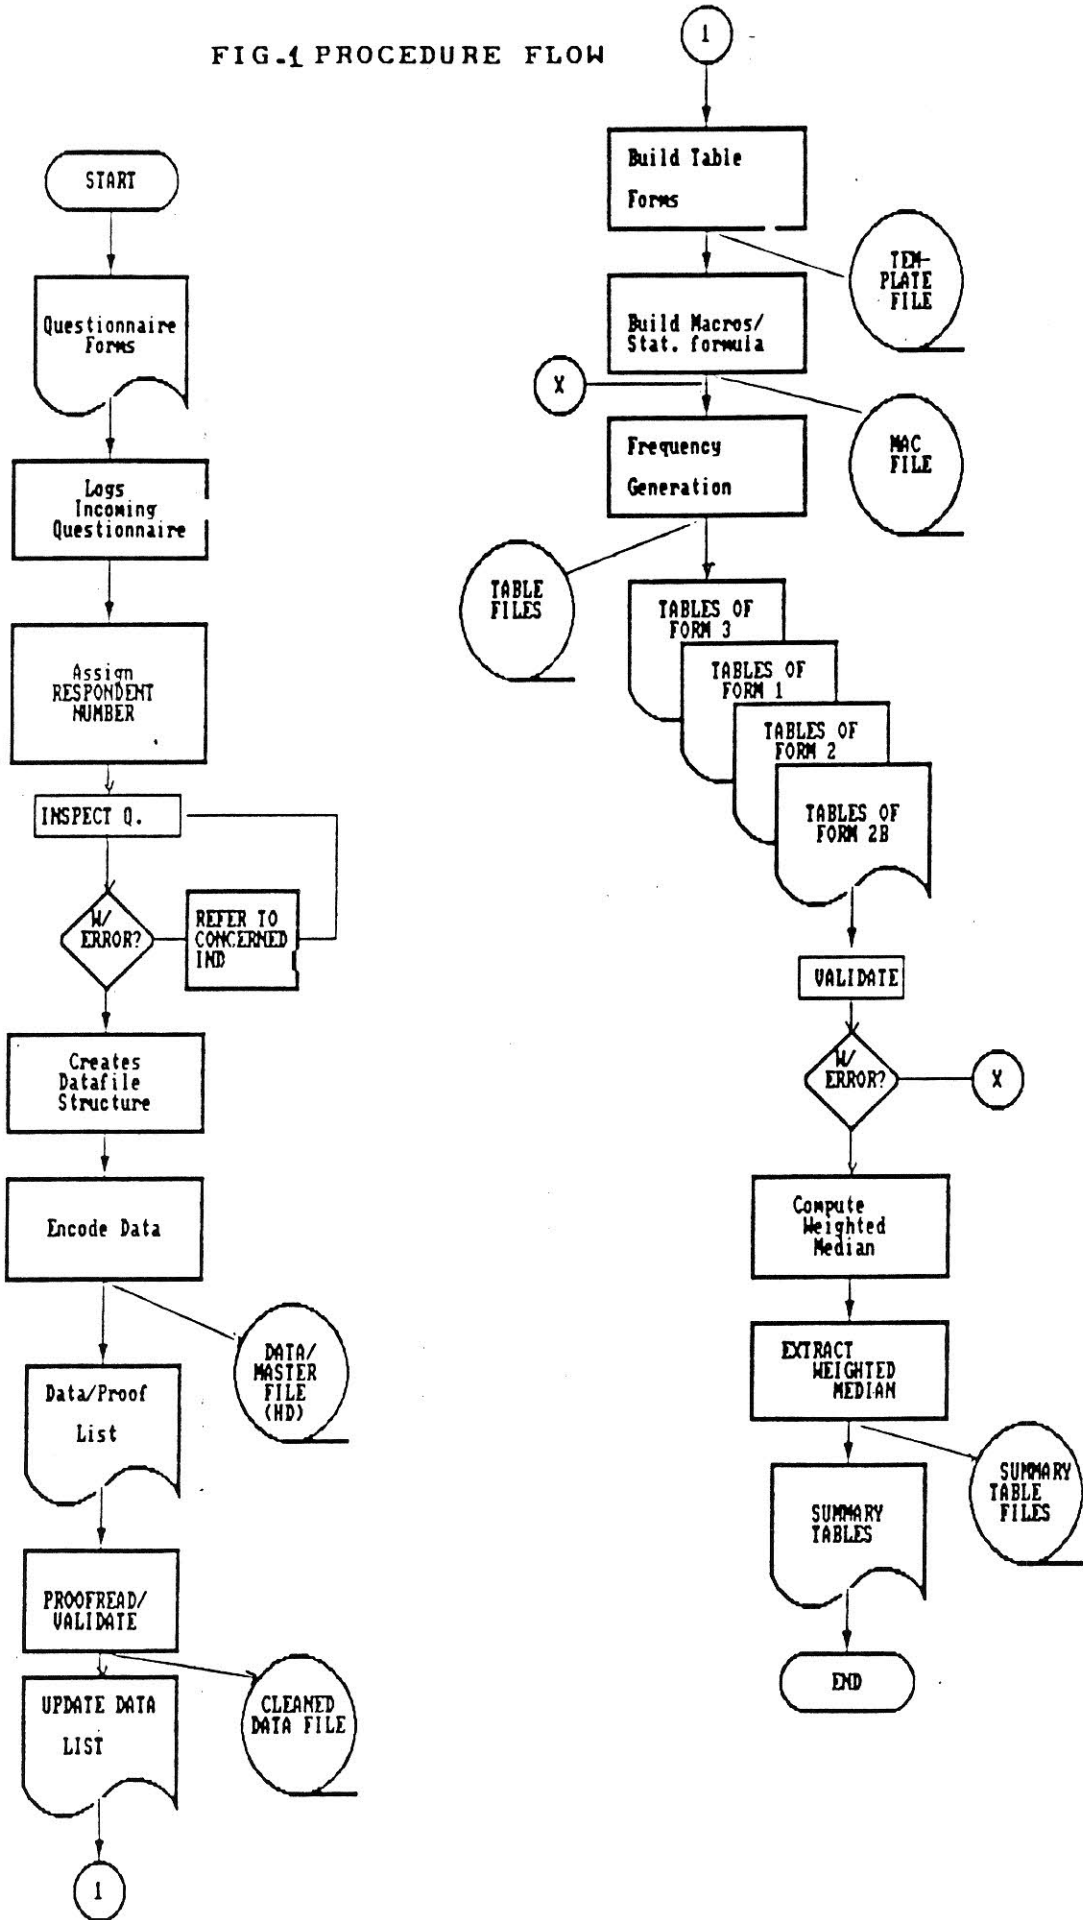 FIG.1 PROCEDURE FLOW
START
Questionnaire
Forms
Logs
Incoming
Questionnaire
Assign
RESPONDENT
NUMBER
INSPECT Q.
W/
ERROR?
REFER TO
CONCERNED
IND
Creates
Datafile
Structure
Encode Data
DATA/
MASTER
FILE
(HD)
Data/Proof
List
PROOFREAD/
VALIDATE
CLEANED
DATA FILE
UPDATE DATA
LIST
1
1
Build Table
Forms
TEM-
PLATE
FILE
Build Macros/
Stat. formula
X
MAC
FILE
Frequency
Generation
TABLE
FILES
TABLES OF
FORM 3
TABLES OF
FORM 1
TABLES OF
FORM 2
TABLES OF
FORM 2B
VALIDATE
W/
ERROR?
X
Compute
Weighted
Median
EXTRACT
WEIGHTED
MEDIAN
SUMMARY
TABLE
FILES
SUMMARY
TABLES
END